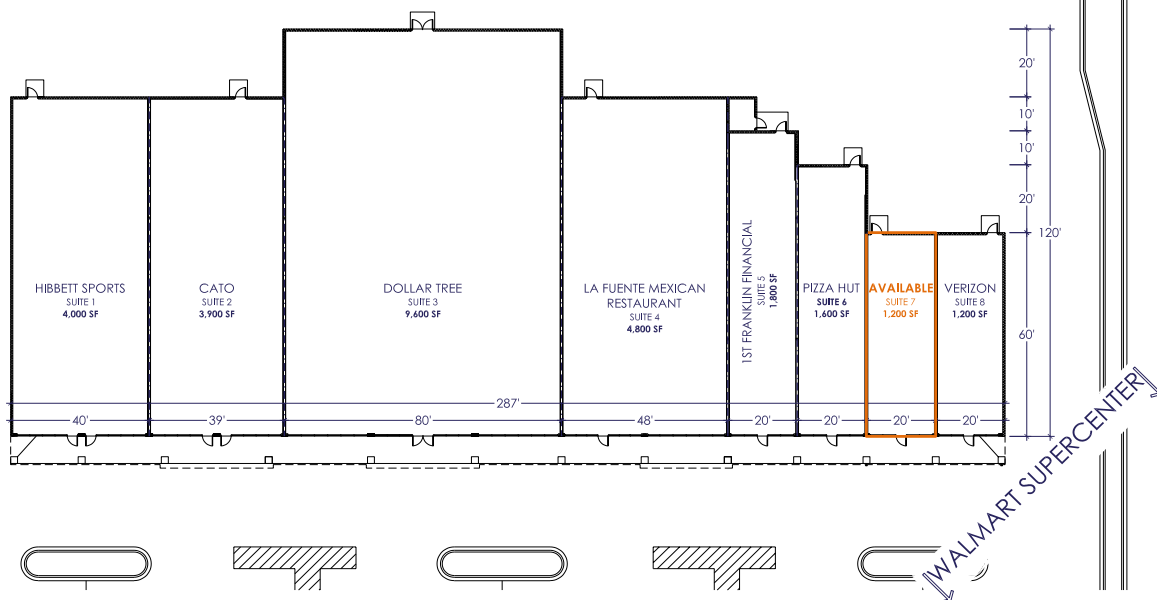 20'
10'
10'
20'
120'
60'
HIBBETT SPORTS
SUITE 1
4,000 SF
CATO
SUITE 2
3,900 SF
DOLLAR TREE
SUITE 3
9,600 SF
LA FUENTE MEXICAN
RESTAURANT
SUITE 4
4,800 SF
1ST FRANKLIN FINANCIAL
SUITE 5
1,800 SF
PIZZA HUT
SUITE 6
1,600 SF
AVAILABLE
SUITE 7
1,200 SF
VERIZON
SUITE 8
1,200 SF
287'
40'
39'
80'
48'
20'
20'
20'
20'
WALMART SUPERCENTER